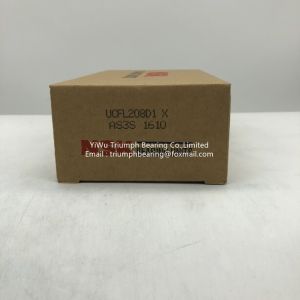 UCFL208D1 X
AS3S 1610
YiWu Triumph Bearing Co.,Limited
Email : triumphbearing@foxmail.com